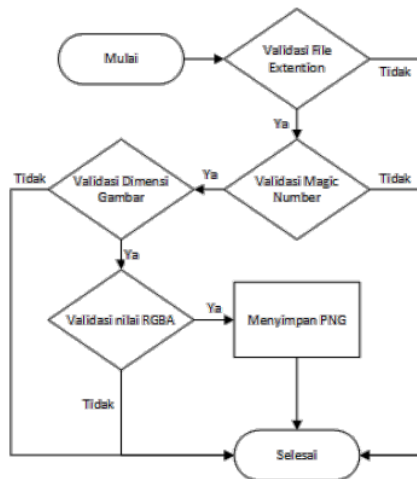 Mulai
Validasi File
Extention
Tidak
Ya
Tidak
Validasi Dimensi
Gambar
Ya
Validasi Magic
Number
Tidak
Ya
Validasi nilai RGBA
Ya
Menyimpan PNG
Tidak
Selesai